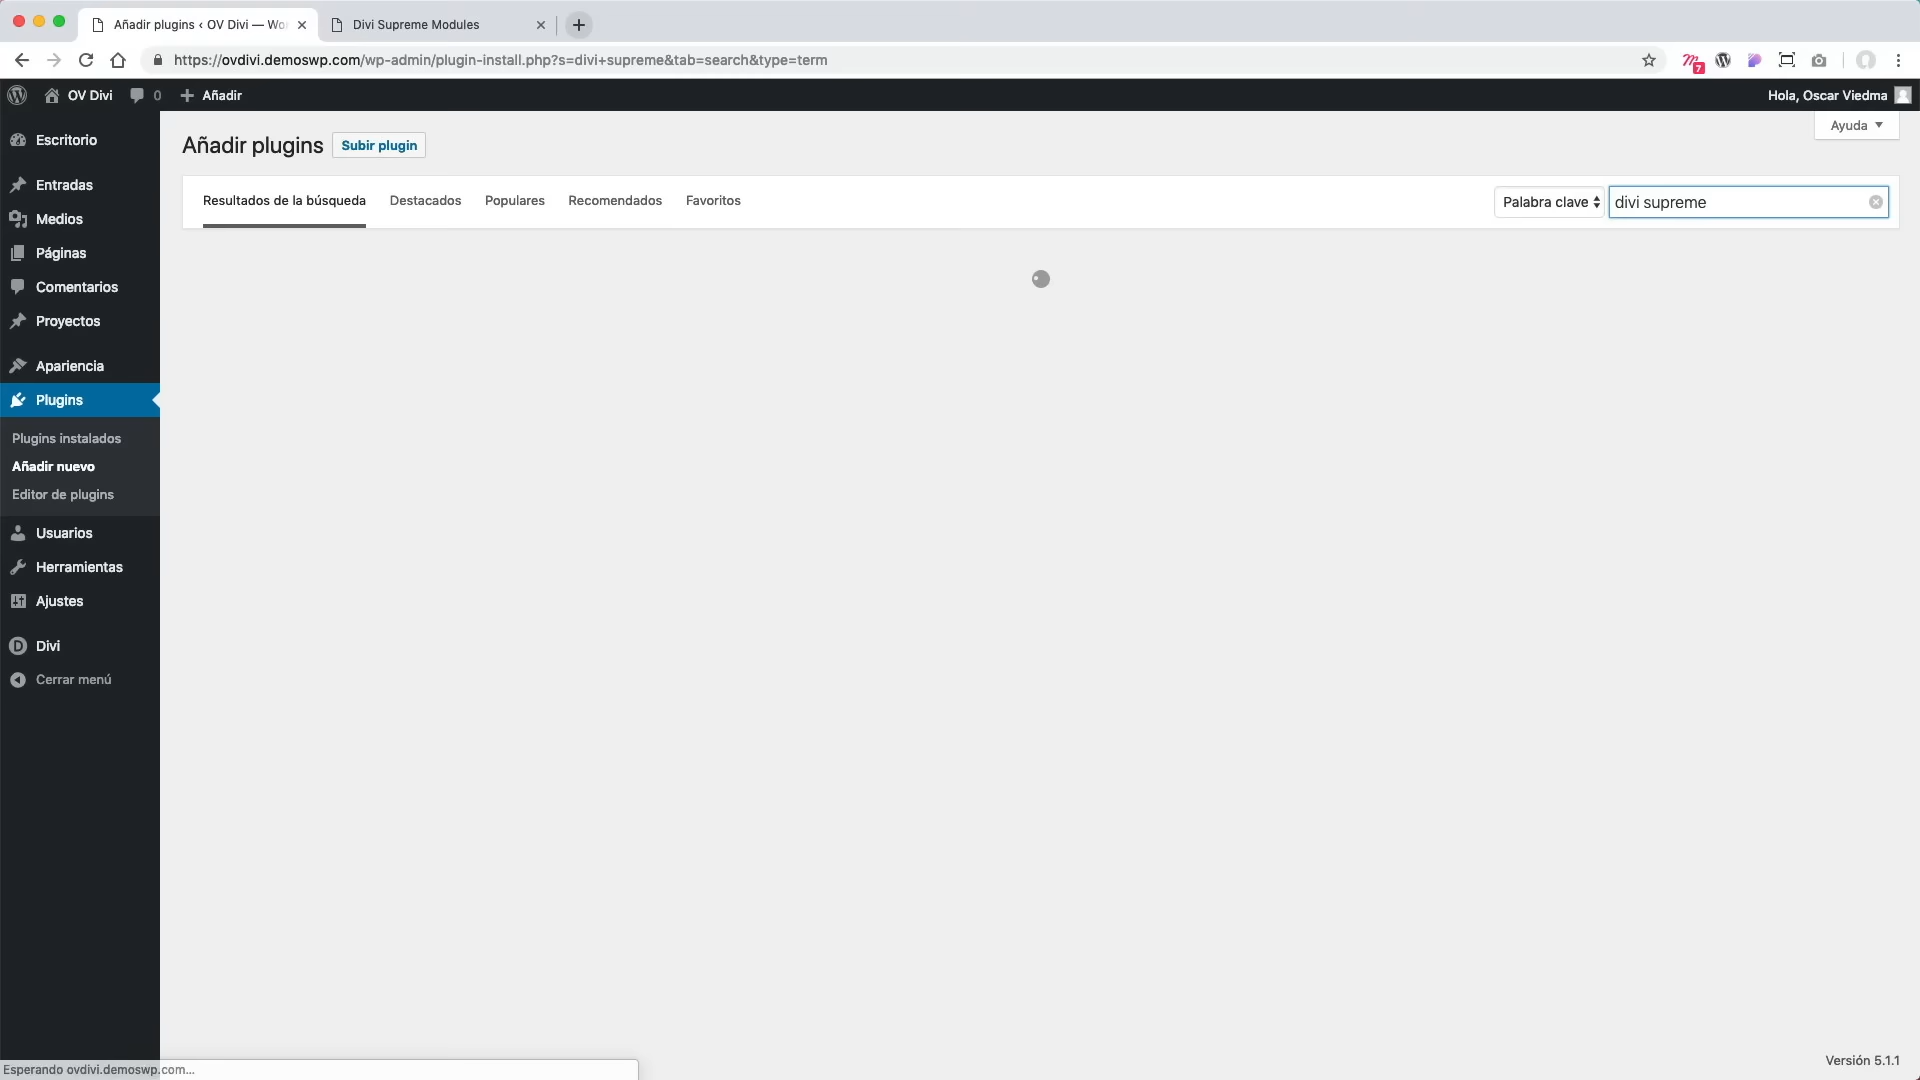 Añadir plugins ‹ OV Divi — Wo
Divi Supreme Modules
https://ovdivi.demoswp.com/wp-admin/plugin-install.php?s=divi+supreme&tab=search&type=term
7
OV Divi
0
Añadir
Hola, Oscar Viedma
Ayuda
Escritorio
Entradas
Medios
Páginas
Comentarios
Proyectos
Apariencia
Plugins
Plugins instalados
Añadir nuevo
Editor de plugins
Usuarios
Herramientas
Ajustes
Divi
Cerrar menú
Añadir plugins
Subir plugin
Resultados de la búsqueda
Destacados
Populares
Recomendados
Favoritos
Palabra clave
divi supreme
Versión 5.1.1
Esperando ovdivi.demoswp.com...